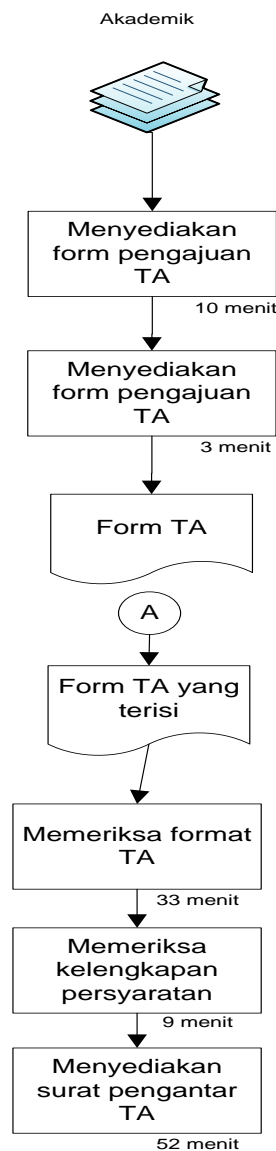 Akademik
Menyediakan
form pengajuan
TA
10 menit
Menyediakan
form pengajuan
TA
3 menit
Form TA
A
Form TA yang
terisi
Memeriksa format
TA
33 menit
Memeriksa
kelengkapan
persyaratan
9 menit
Menyediakan
surat pengantar
TA
52 menit